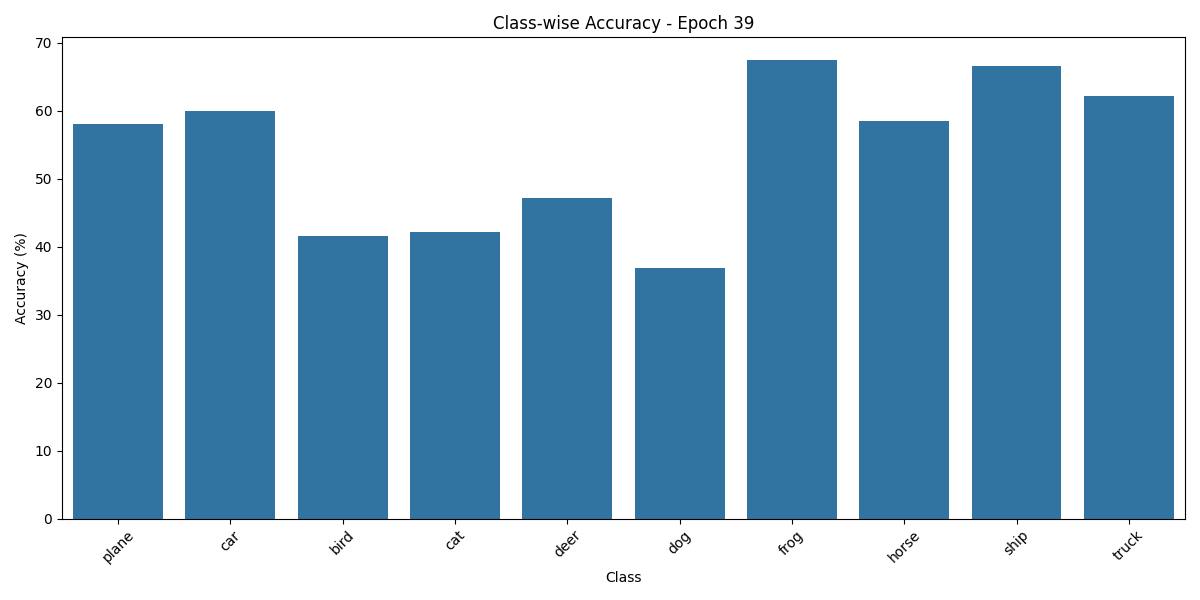 Class-wise Accuracy - Epoch 39
Accuracy (%)
70
60
50
40
30
20
10
0
plane
car
bird
cat
deer
dog
frog
horse
ship
truck
Class